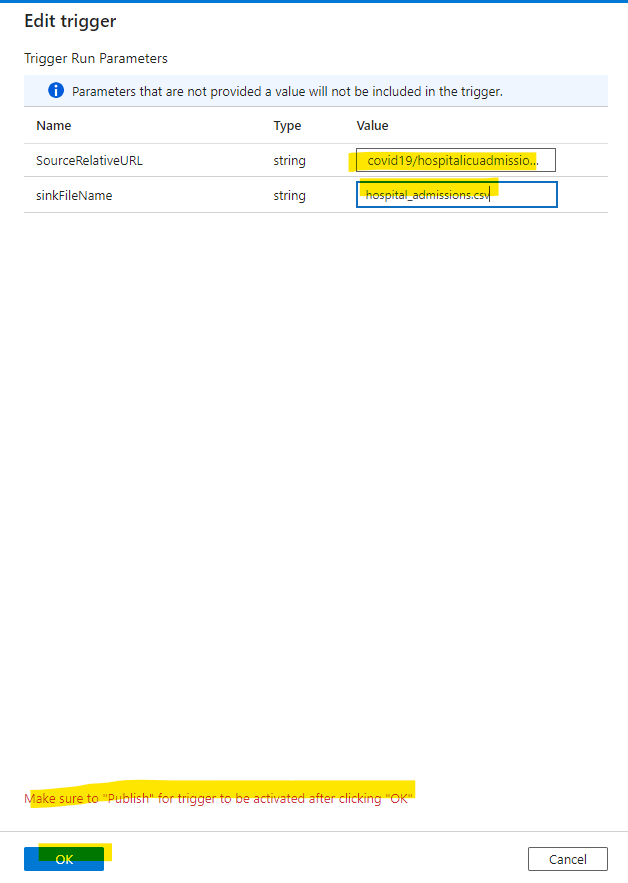 Edit trigger
Trigger Run Parameters
Parameters that are not provided a value will not be included in the trigger.
Name Type Value
SourceRelativeURL string covid19/hospitalicuadmissio...
sinkFileName string hospital_admissions.csv
Make sure to "Publish" for trigger to be activated after clicking "OK"
OK Cancel